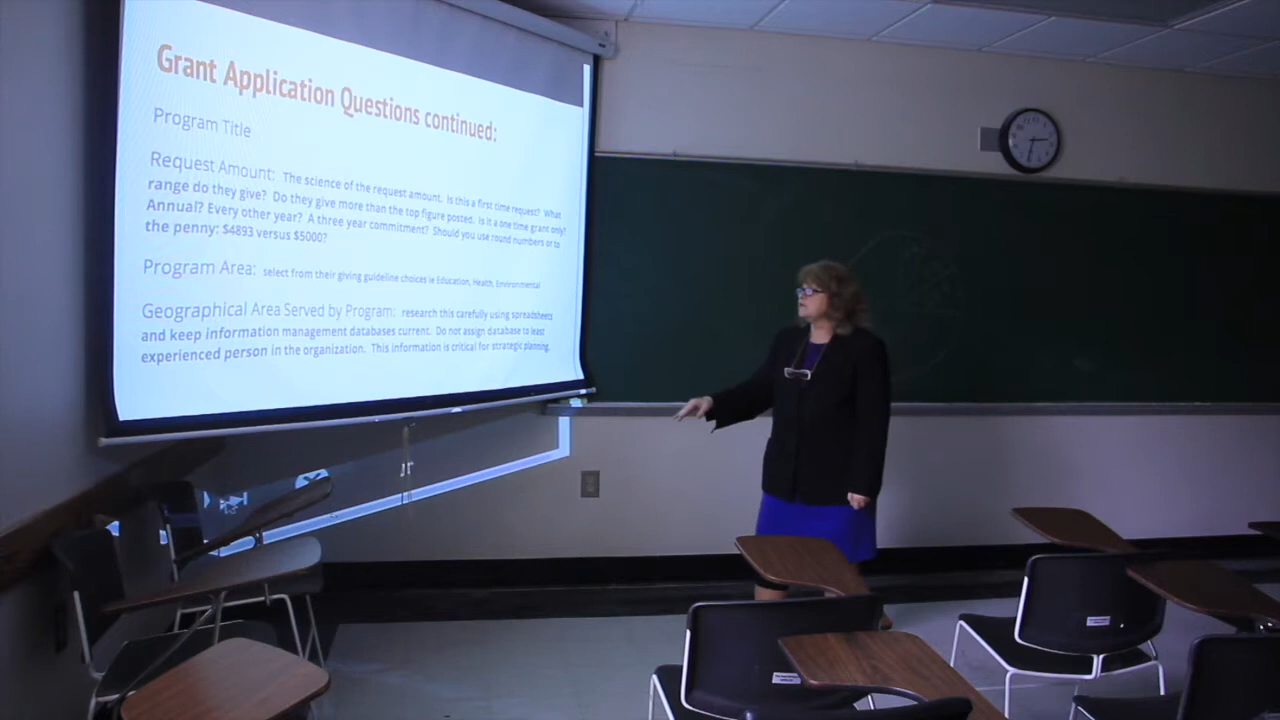 Grant Application Questions continued:
Program Title
Request Amount: The science of the request amount. Is this a first time request? What
range do they give? Do they give more than the top figure posted. Is it a one time grant only?
Annual? Every other year? A three year commitment? Should you use round numbers or to
the penny: $4893 versus $5000?
Program Area: select from their giving guideline choices ie Education, Health, Environmental
Geographical Area Served by Program: research this carefully using spreadsheets
and keep information management databases current. Do not assign database to least
experienced person in the organization. This information is critical for strategic planning.